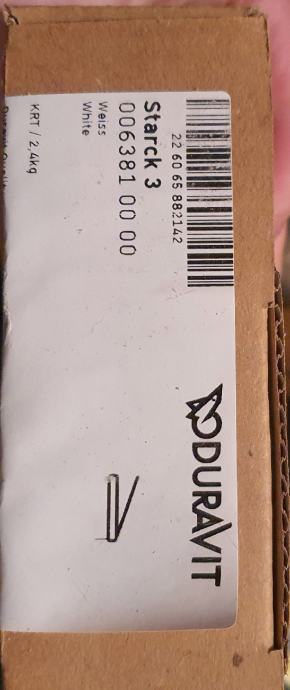 22 60 65 882142
Starck 3
006381 00 00
Weiss
White
KRT / 2,4kg
DURAVIT